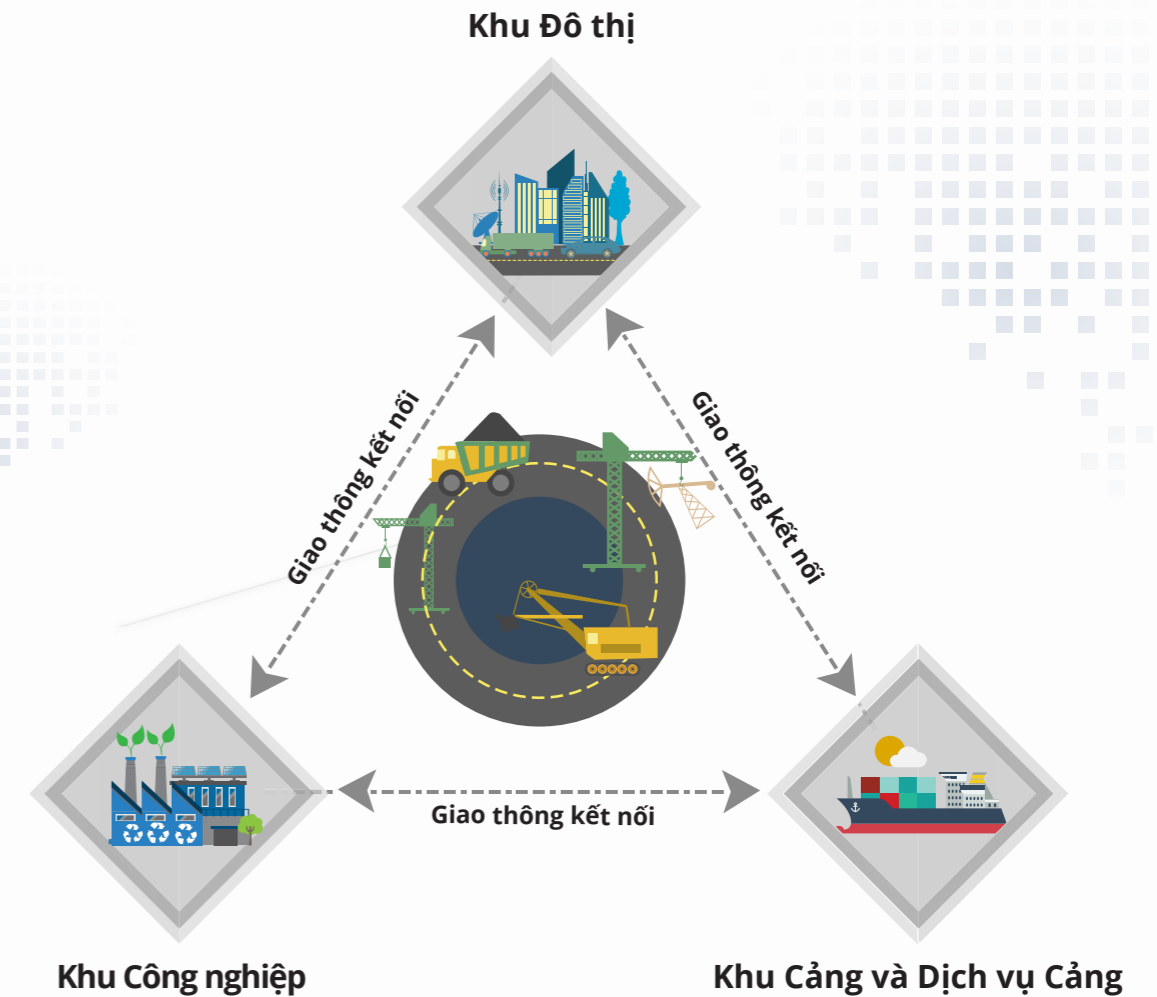 Khu Đô thị
Giao thông kết nối
Giao thông kết nối
Giao thông kết nối
Khu Công nghiệp
Khu Cảng và Dịch vụ Cảng